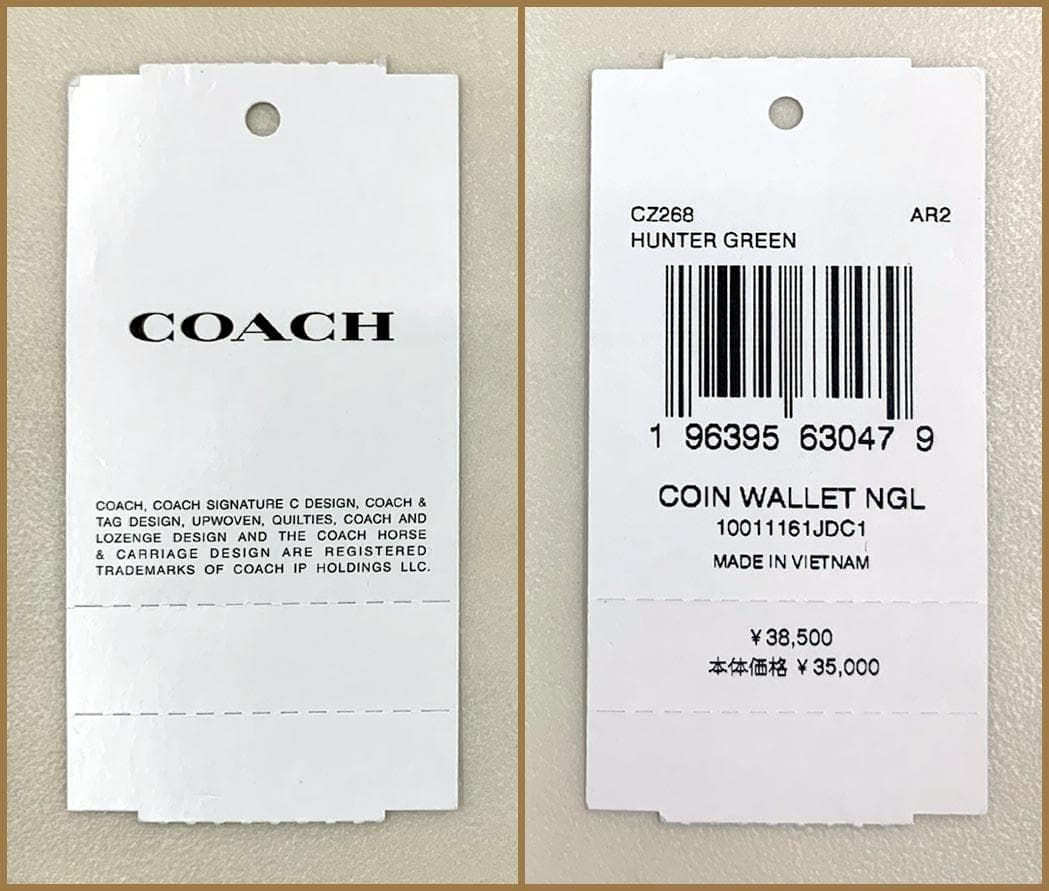 COACH
COACH, COACH SIGNATURE C DESIGN, COACH &
TAG DESIGN, UPWOVEN, QUILTIES, COACH AND
LOZENGE DESIGN AND THE COACH HORSE
& CARRIAGE DESIGN ARE REGISTERED
TRADEMARKS OF COACH IP HOLDINGS LLC.
CZ268 AR2
HUNTER GREEN
1 96395 63047 9
COIN WALLET NGL
10011161JDC1
MADE IN VIETNAM
¥38,500
本体価格 ¥35,000